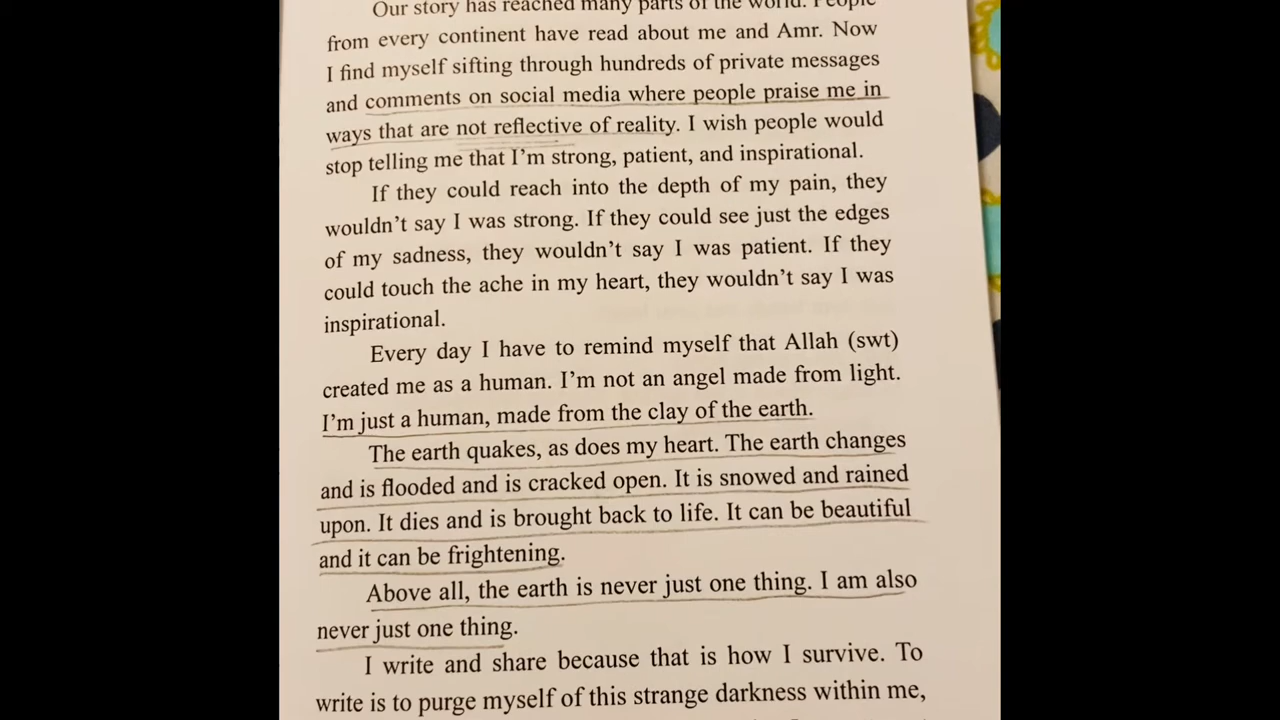 Our story has reached many parts of the world. People
from every continent have read about me and Amr. Now
I find myself sifting through hundreds of private messages
and comments on social media where people praise me in
ways that are not reflective of reality. I wish people would
stop telling me that I’m strong, patient, and inspirational.
If they could reach into the depth of my pain, they
wouldn’t say I was strong. If they could see just the edges
of my sadness, they wouldn’t say I was patient. If they
could touch the ache in my heart, they wouldn’t say I was
inspirational.
Every day I have to remind myself that Allah (swt)
created me as a human. I’m not an angel made from light.
I’m just a human, made from the clay of the earth.
The earth quakes, as does my heart. The earth changes
and is flooded and is cracked open. It is snowed and rained
upon. It dies and is brought back to life. It can be beautiful
and it can be frightening.
Above all, the earth is never just one thing. I am also
never just one thing.
I write and share because that is how I survive. To
write is to purge myself of this strange darkness within me,